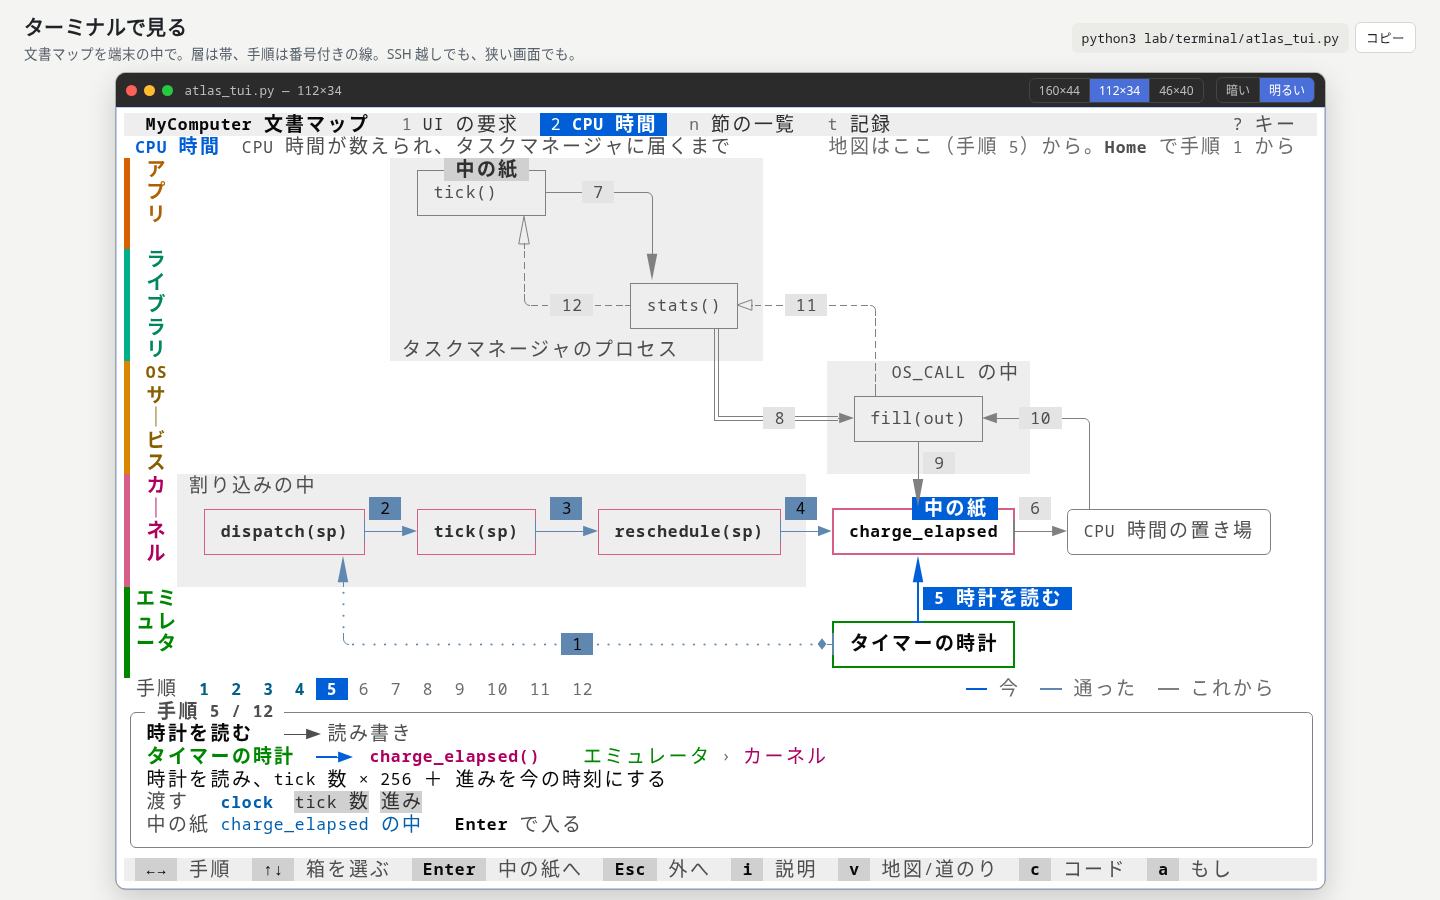 ターミナルで見る
文書マップを端末の中で。層は帯、手順は番号付きの線。SSH 越しでも、狭い画面でも。
python3 lab/terminal/atlas_tui.py コピー
atlas_tui.py — 112×34 160×44 112×34 46×40 暗い 明るい
MyComputer 文書マップ 1 UI の要求 2 CPU 時間 n 節の一覧 t 記録 ? キー
CPU 時間 CPU 時間が数えられ、タスクマネージャに届くまで 地図はここ（手順 5）から。Home で手順 1 から
アプリ
中の紙
tick()
7
ライブラリ
12
stats()
11
タスクマネージャのプロセス
OSサービス
OS_CALL の中
8
fill(out)
10
9
カーネル
割り込みの中
2
3
4
中の紙
6
dispatch(sp)
tick(sp)
reschedule(sp)
charge_elapsed
CPU 時間の置き場
エミュレータ
5 時計を読む
1
タイマーの時計
手順 1 2 3 4 5 6 7 8 9 10 11 12 今 通った これから
手順 5 / 12
時計を読む 読み書き
タイマーの時計 charge_elapsed() エミュレータ › カーネル
時計を読み、tick 数 × 256 ＋ 進みを今の時刻にする
渡す clock tick 数 進み
中の紙 charge_elapsed の中 Enter で入る
←→ 手順 ↑↓ 箱を選ぶ Enter 中の紙へ Esc 外へ i 説明 v 地図/道のり c コード a もし